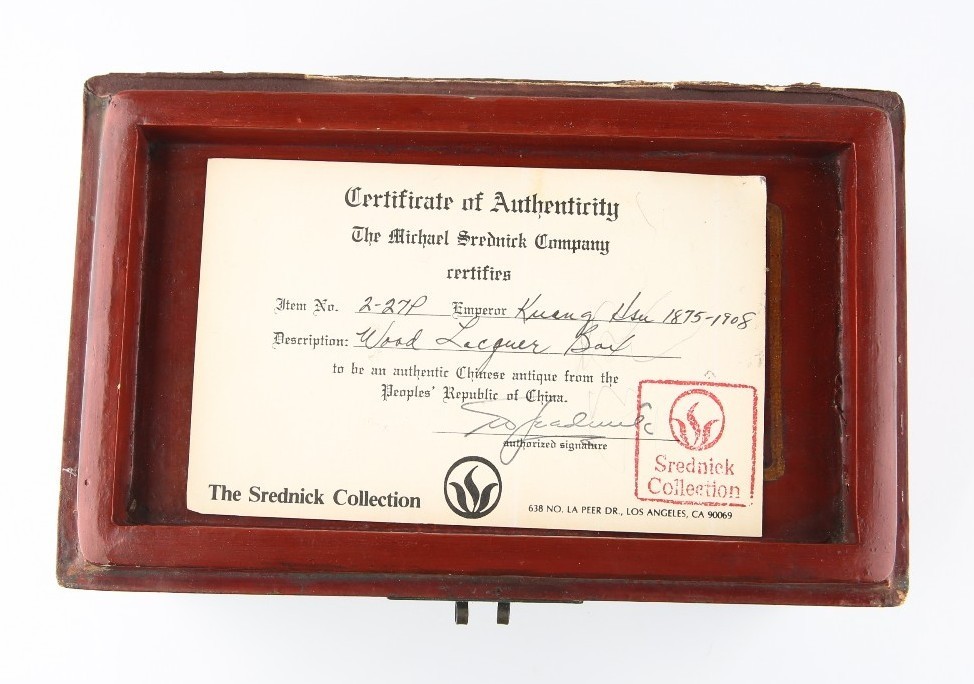 Certificate of Authenticity
The Michael Srednick Company
certifies
Item No. 2-27P Emperor Kuang Hsu 1875-1908
Description: Wood Lacquer Box
to be an authentic Chinese antique from the
Peoples' Republic of China.
authorized signature
Srednick
Collection
The Srednick Collection
638 NO. LA PEER DR., LOS ANGELES, CA 90069